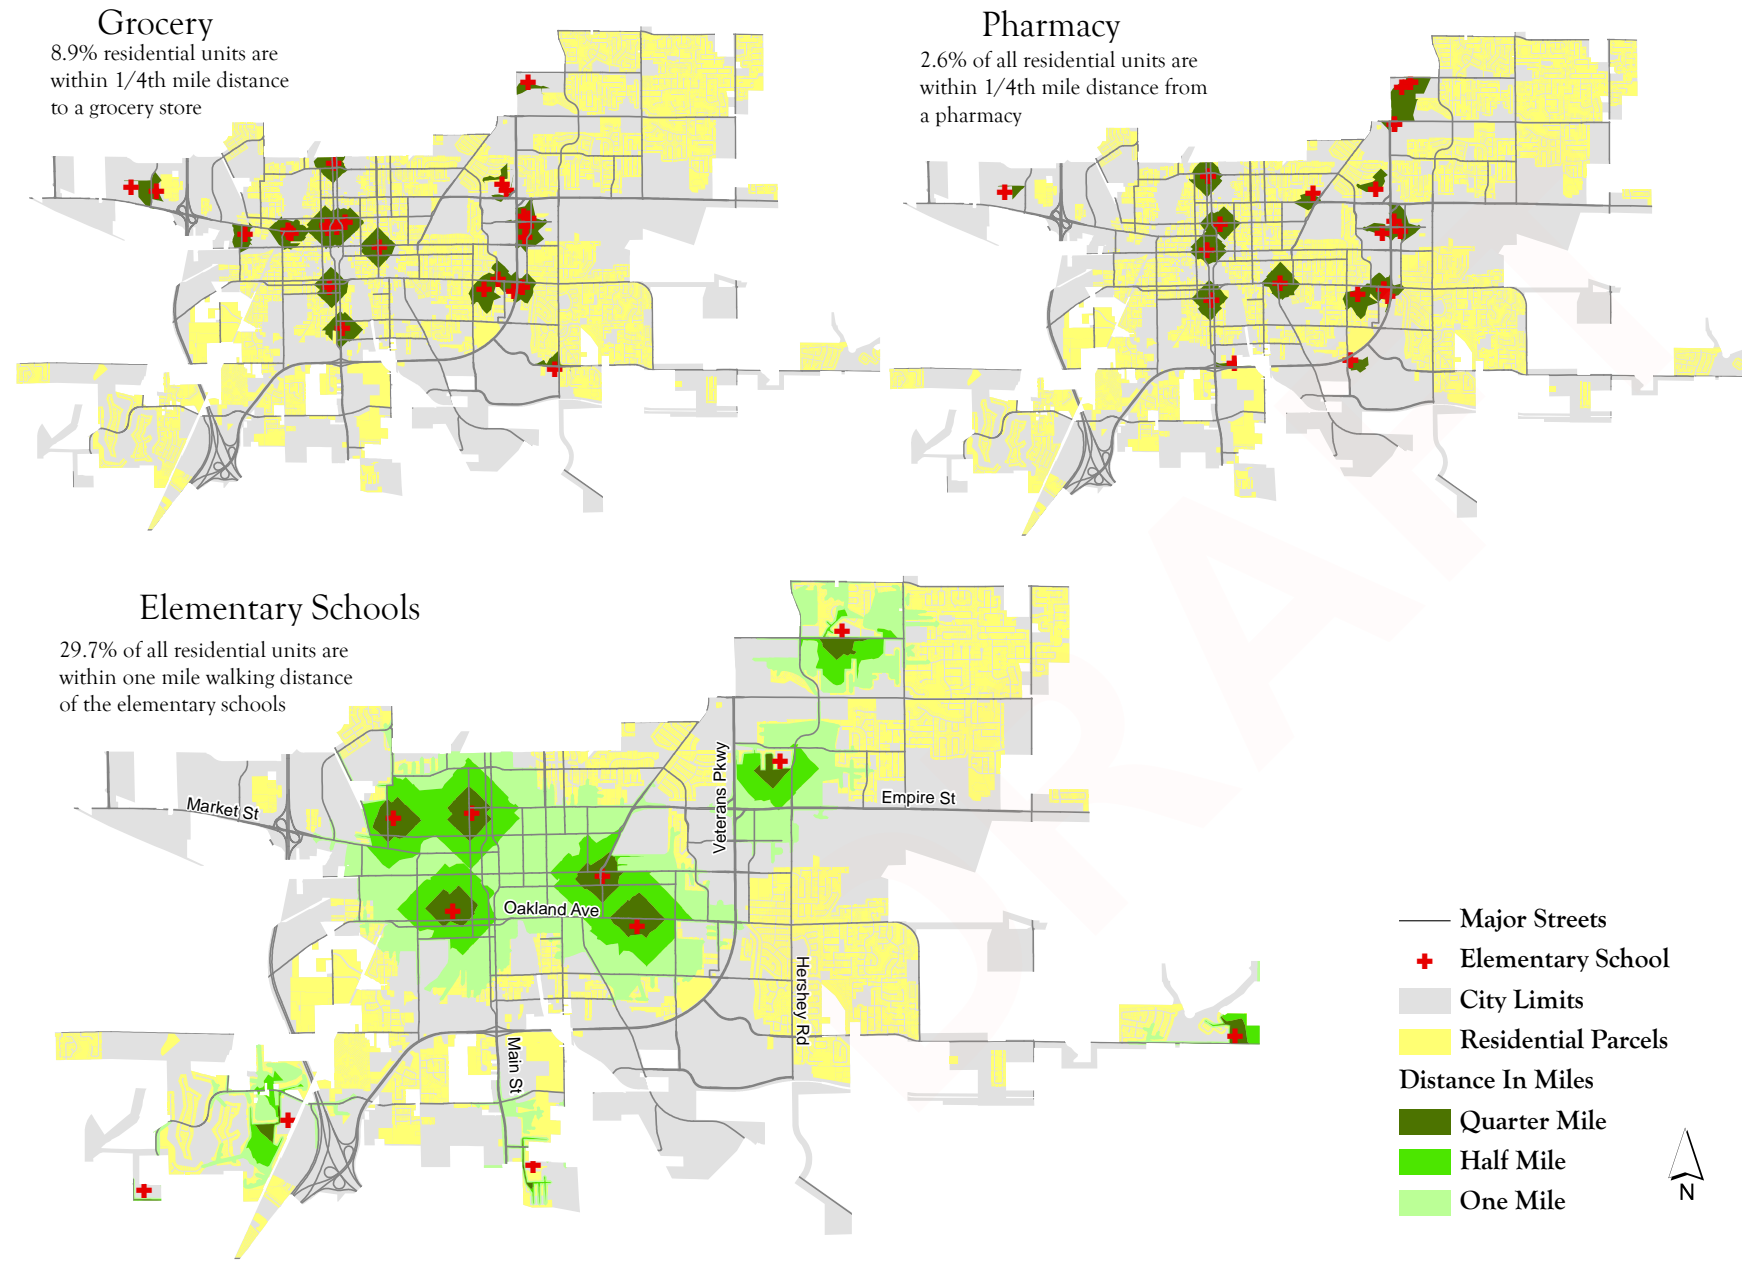 Grocery
8.9% residential units are
within 1/4th mile distance
to a grocery store
Pharmacy
2.6% of all residential units are
within 1/4th mile distance from
a pharmacy
Elementary Schools
29.7% of all residential units are
within one mile walking distance
of the elementary schools
Market St
Veterans Pkwy
Empire St
Oakland Ave
Hershey Rd
Main St
Major Streets
Elementary School
City Limits
Residential Parcels
Distance In Miles
Quarter Mile
Half Mile
One Mile
N
DRAFT